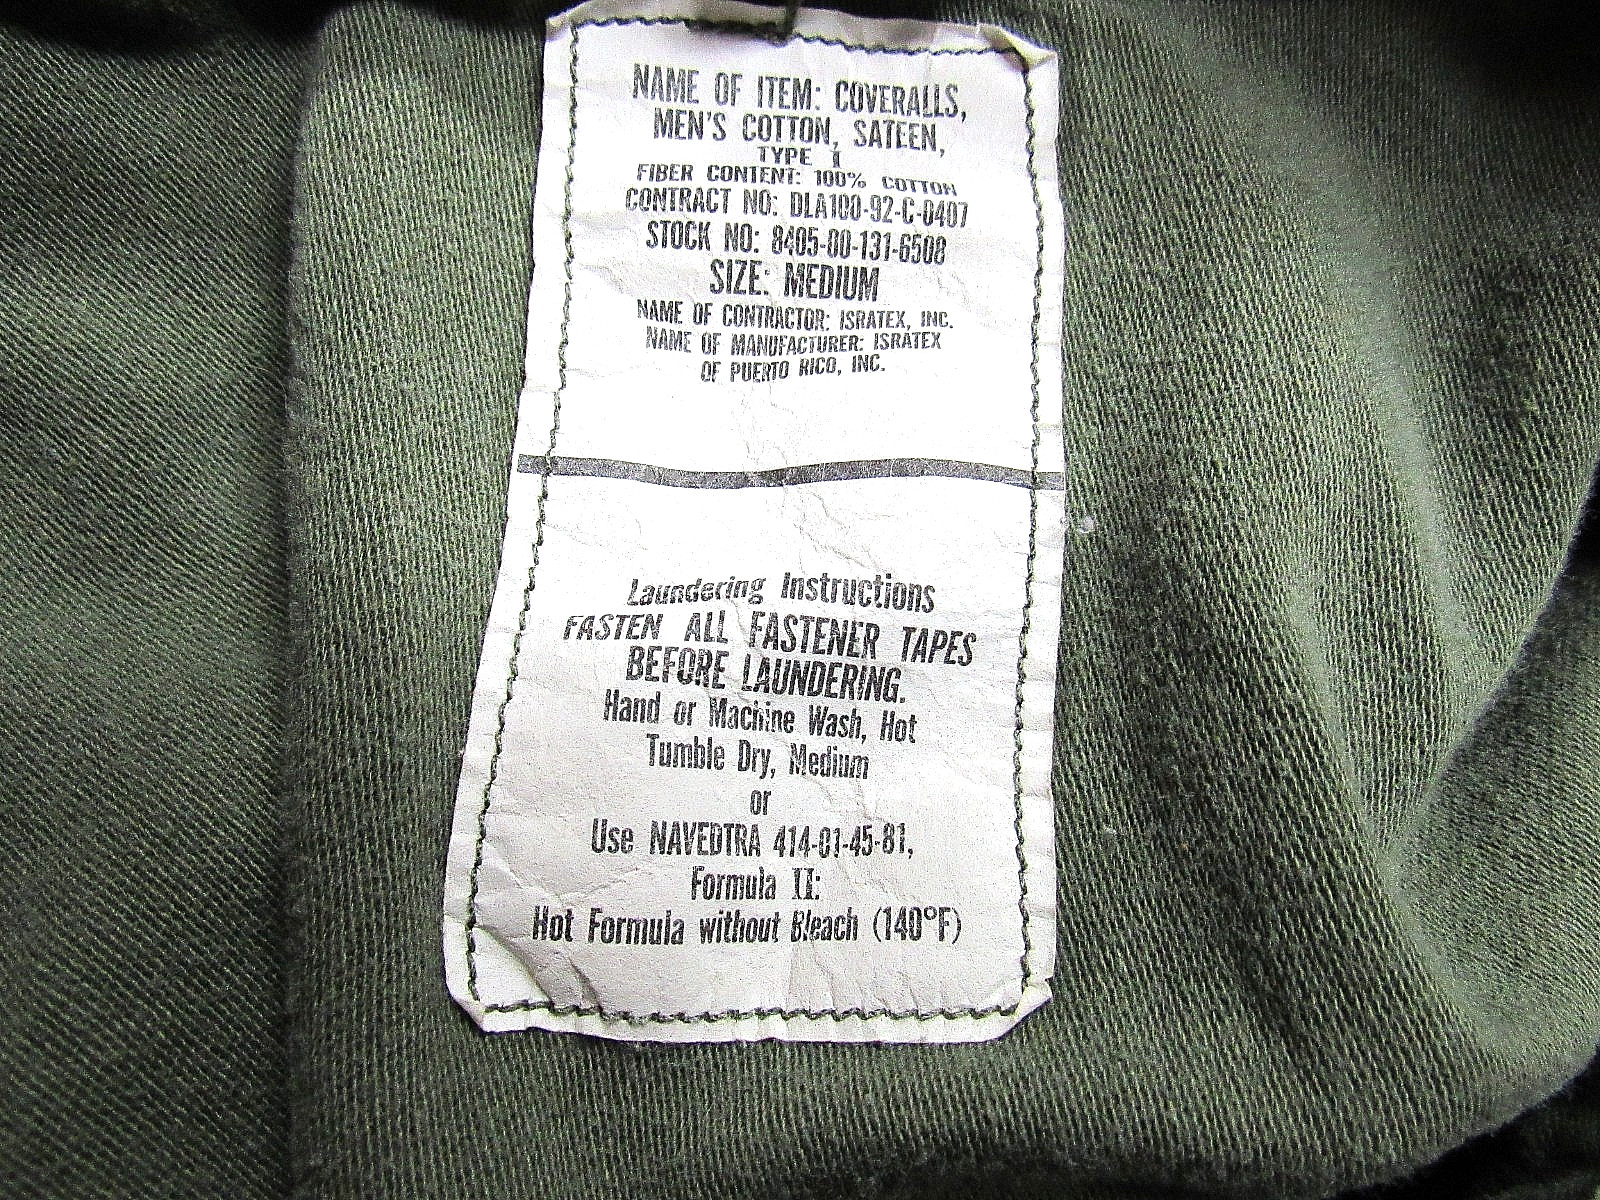 NAME OF ITEM: COVERALLS,
MEN'S COTTON, SATEEN,
TYPE I
FIBER CONTENT: 100% COTTON
CONTRACT NO: DLA100-92-C-0407
STOCK NO: 8405-00-131-6508
SIZE: MEDIUM
NAME OF CONTRACTOR: ISRATEX, INC.
NAME OF MANUFACTURER: ISRATEX
OF PUERTO RICO, INC.
Laundering Instructions
FASTEN ALL FASTENER TAPES
BEFORE LAUNDERING.
Hand or Machine Wash, Hot
Tumble Dry, Medium
or
Use NAVEDTRA 414-01-45-81,
Formula II:
Hot Formula without Bleach (140°F)